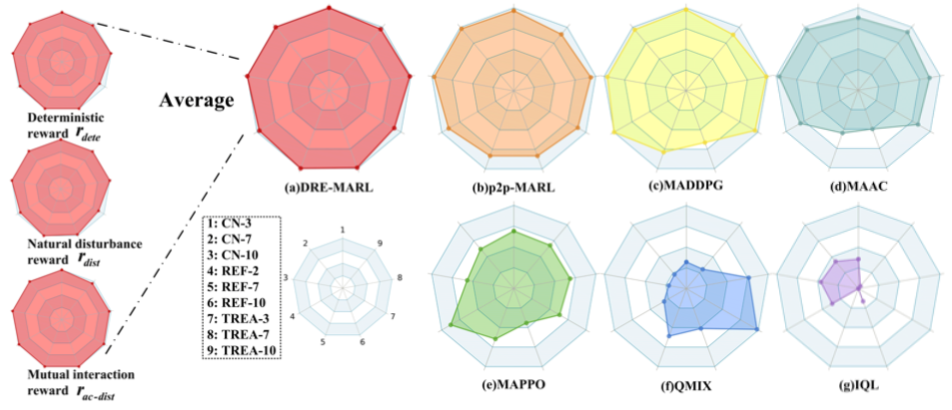 Deterministic
reward r_dete
Natural disturbance
reward r_dist
Mutual interaction
reward r_ac-dist
Average
(a)DRE-MARL
(b)p2p-MARL
(c)MADDPG
(d)MAAC
1: CN-3
2: CN-7
3: CN-10
4: REF-2
5: REF-7
6: REF-10
7: TREA-3
8: TREA-7
9: TREA-10
1
2
9
3
8
4
7
5
6
(e)MAPPO
(f)QMIX
(g)IQL